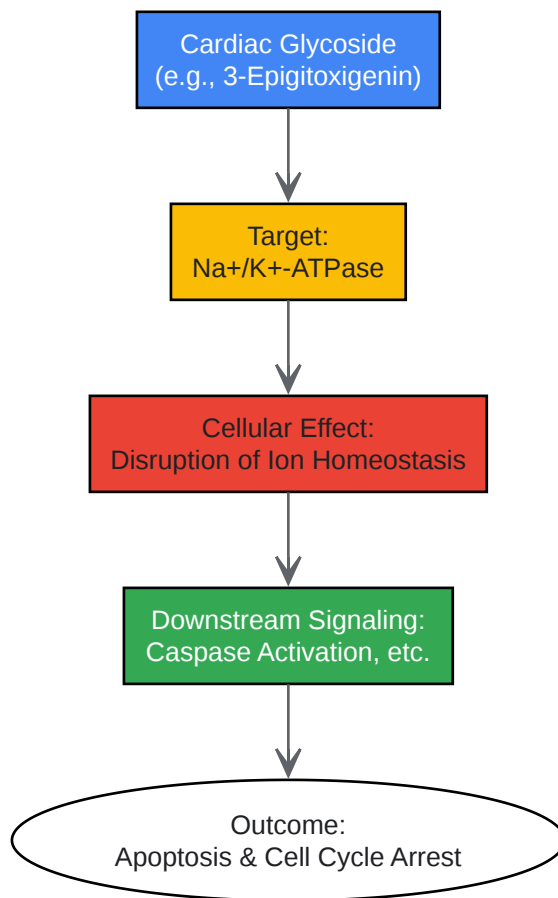 Cardiac Glycoside
(e.g., 3-Epigitoxigenin)
Target:
Na+/K+-ATPase
Cellular Effect:
Disruption of Ion Homeostasis
Downstream Signaling:
Caspase Activation, etc.
Outcome:
Apoptosis & Cell Cycle Arrest